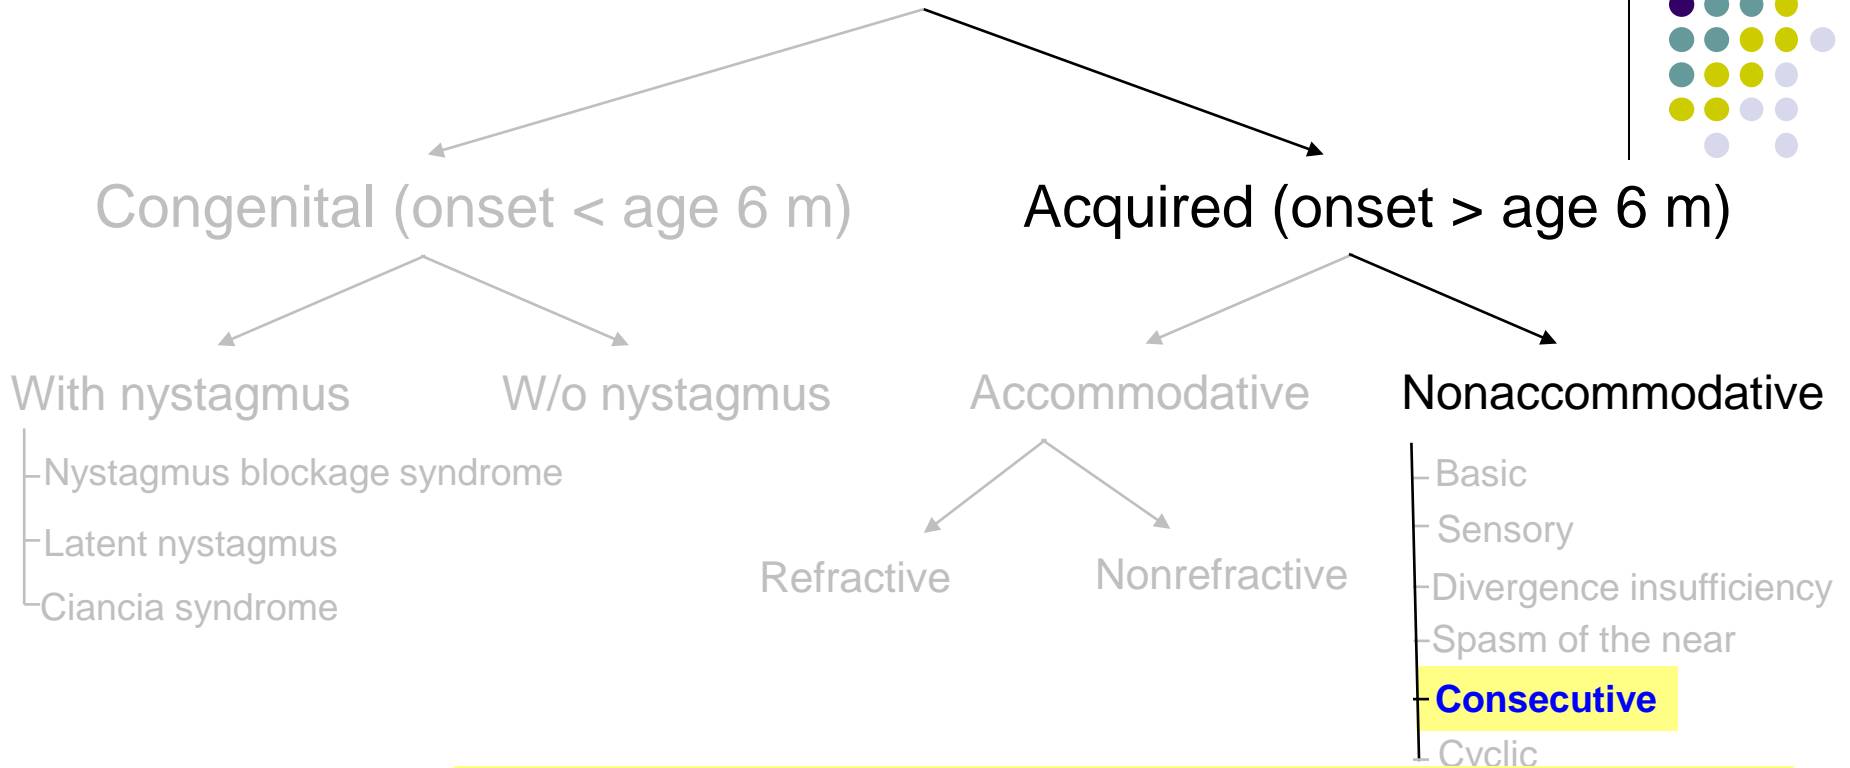 Congenital (onset < age 6 m)
Acquired (onset > age 6 m)
With nystagmus
W/o nystagmus
Accommodative
Nonaccommodative
Nystagmus blockage syndrome
Latent nystagmus
Ciancia syndrome
Refractive
Nonrefractive
Basic
Sensory
Divergence insufficiency
Spasm of the near
Consecutive
Cyclic